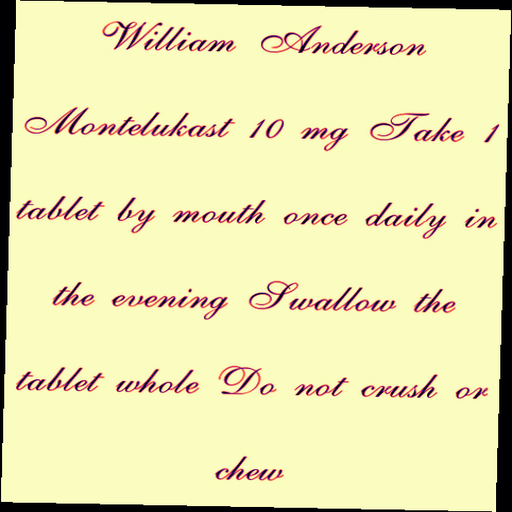 William Anderson
Montelukast 10 mg Take 1
tablet by mouth once daily in
the evening Swallow the
tablet whole Do not crush or
chew